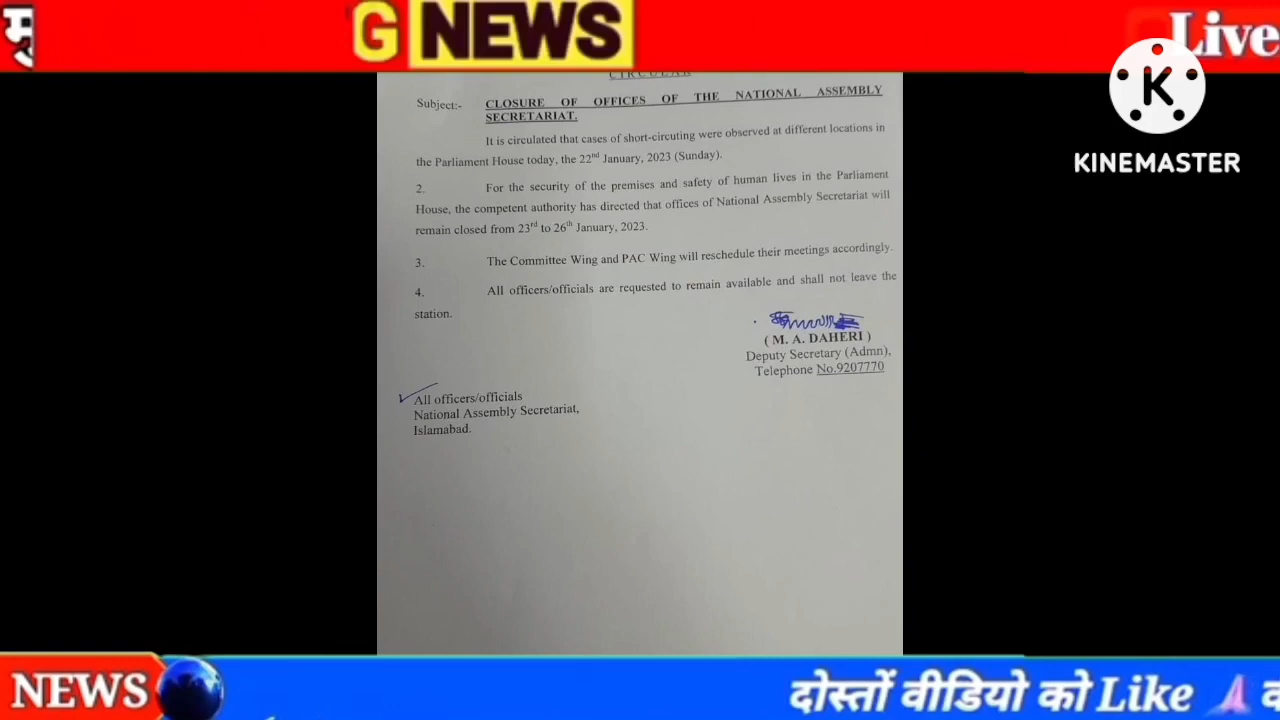 G NEWS
Live
KINEMASTER
CIRCULAR
Subject:- CLOSURE OF OFFICES OF THE NATIONAL ASSEMBLY
SECRETARIAT.
It is circulated that cases of short-circuting were observed at different locations in
the Parliament House today, the 22nd January, 2023 (Sunday).
2. For the security of the premises and safety of human lives in the Parliament
House, the competent authority has directed that offices of National Assembly Secretariat will
remain closed from 23rd to 26th January, 2023.
3. The Committee Wing and PAC Wing will reschedule their meetings accordingly.
4. All officers/officials are requested to remain available and shall not leave the
station.
( M. A. DAHERI )
Deputy Secretary (Admn),
Telephone No.9207770
All officers/officials
National Assembly Secretariat,
Islamabad.
NEWS
दोस्तों वीडियो को Like